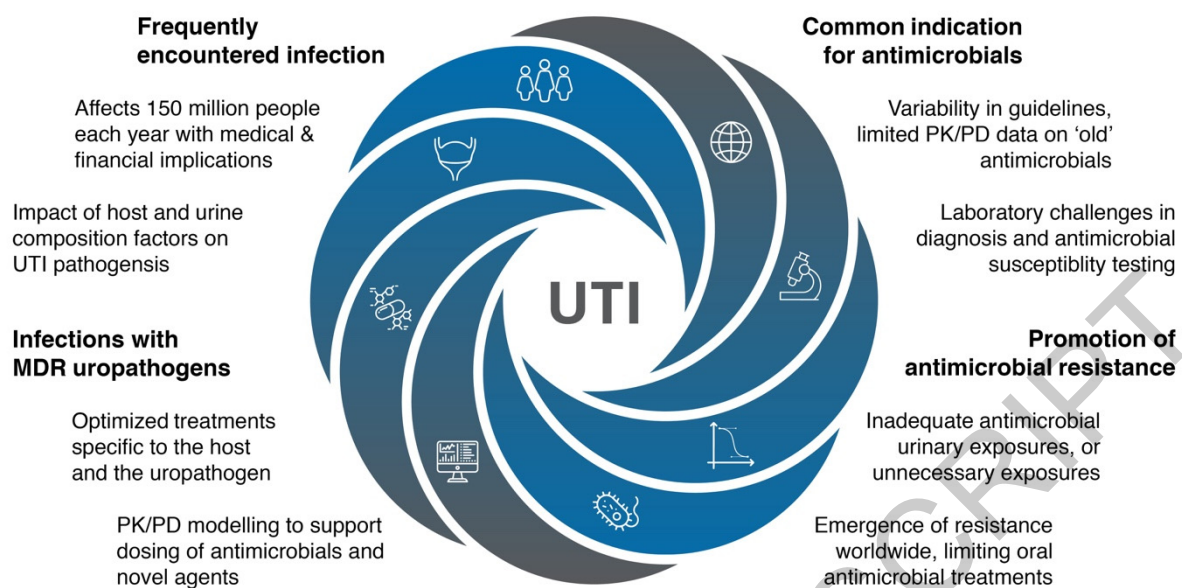 Frequently
encountered infection
Affects 150 million people
each year with medical &
financial implications
Impact of host and urine
composition factors on
UTI pathogensis
Infections with
MDR uropathogens
Optimized treatments
specific to the host
and the uropathogen
PK/PD modelling to support
dosing of antimicrobials and
novel agents
UTI
Common indication
for antimicrobials
Variability in guidelines,
limited PK/PD data on ‘old’
antimicrobials
Laboratory challenges in
diagnosis and antimicrobial
susceptiblity testing
Promotion of
antimicrobial resistance
Inadequate antimicrobial
urinary exposures, or
unnecessary exposures
Emergence of resistance
worldwide, limiting oral
antimicrobial treatments
CRIPT